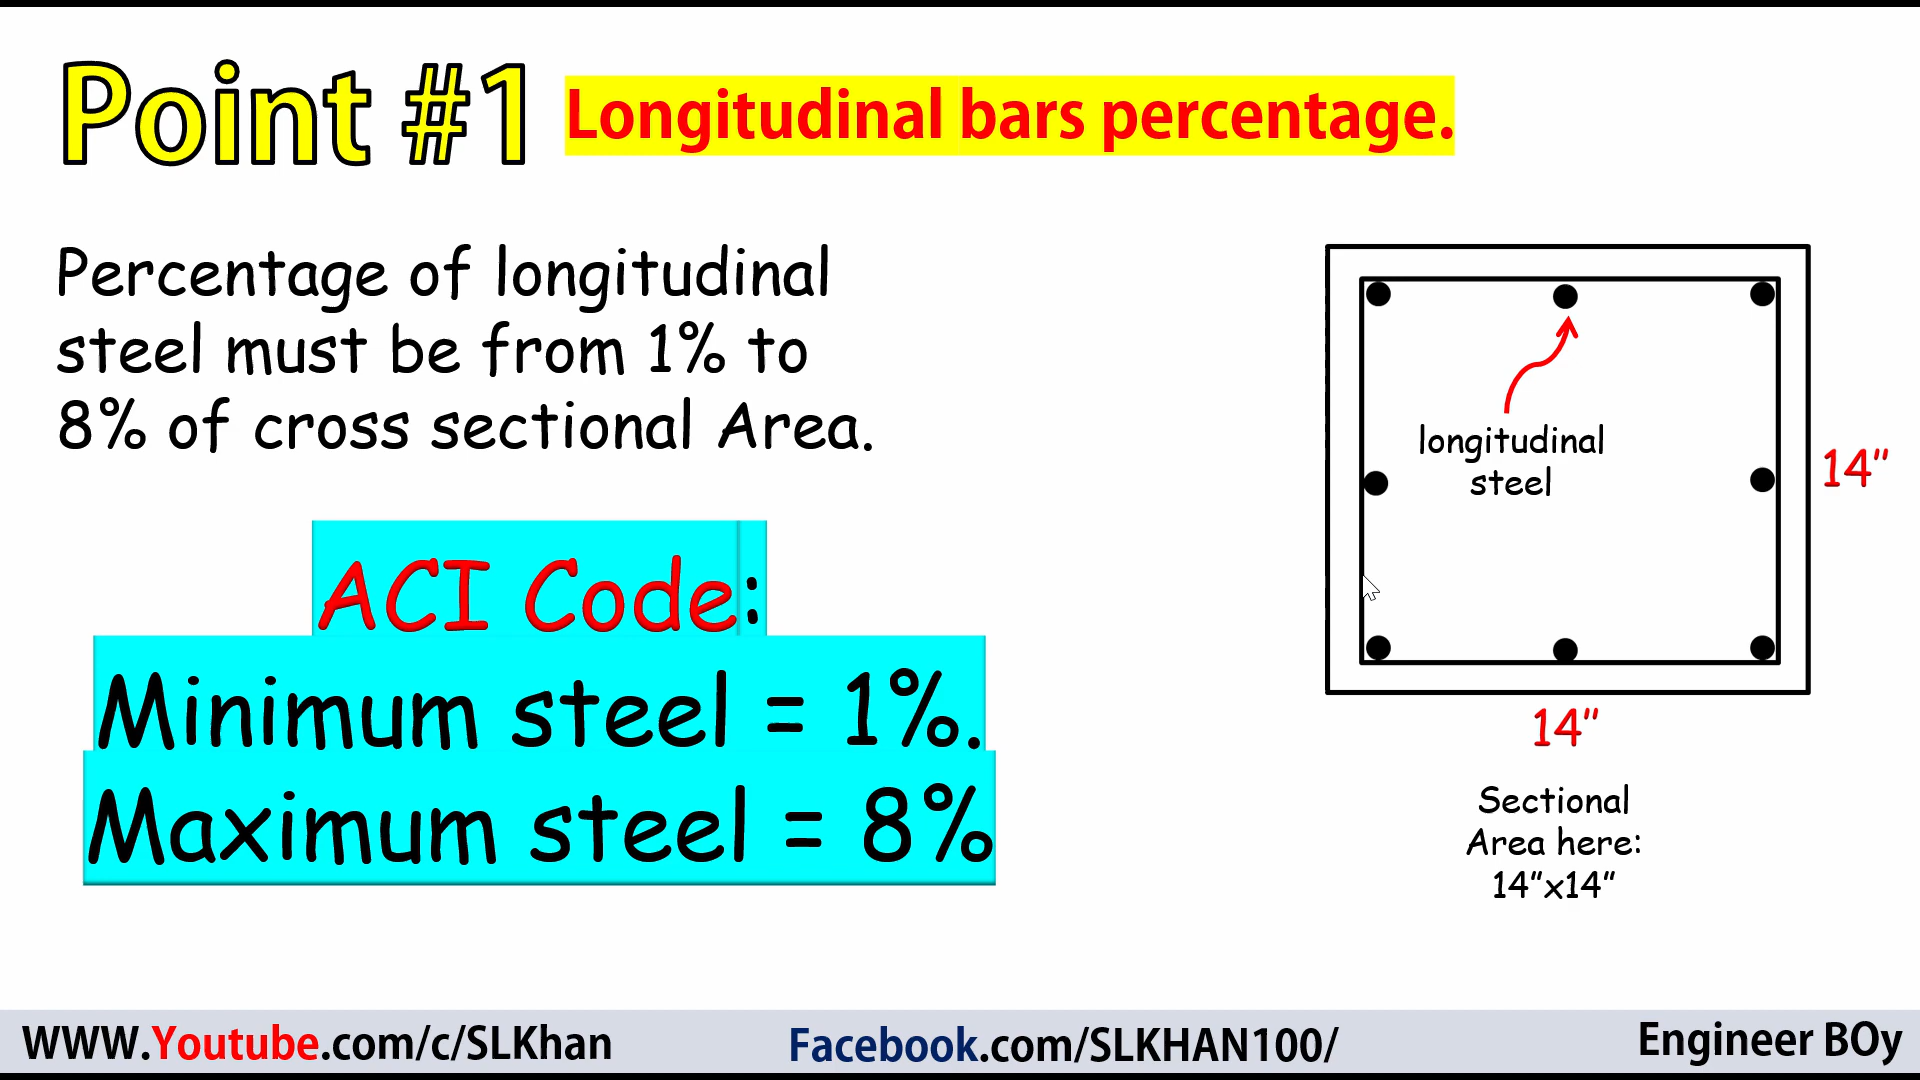 Point #1 Longitudinal bars percentage.
Percentage of longitudinal
steel must be from 1% to
8% of cross sectional Area.
ACI Code:
Minimum steel = 1%.
Maximum steel = 8%
longitudinal
steel
14”
14”
Sectional
Area here:
14”x14”
WWW.Youtube.com/c/SLKhan
Facebook.com/SLKHAN100/
Engineer BOy